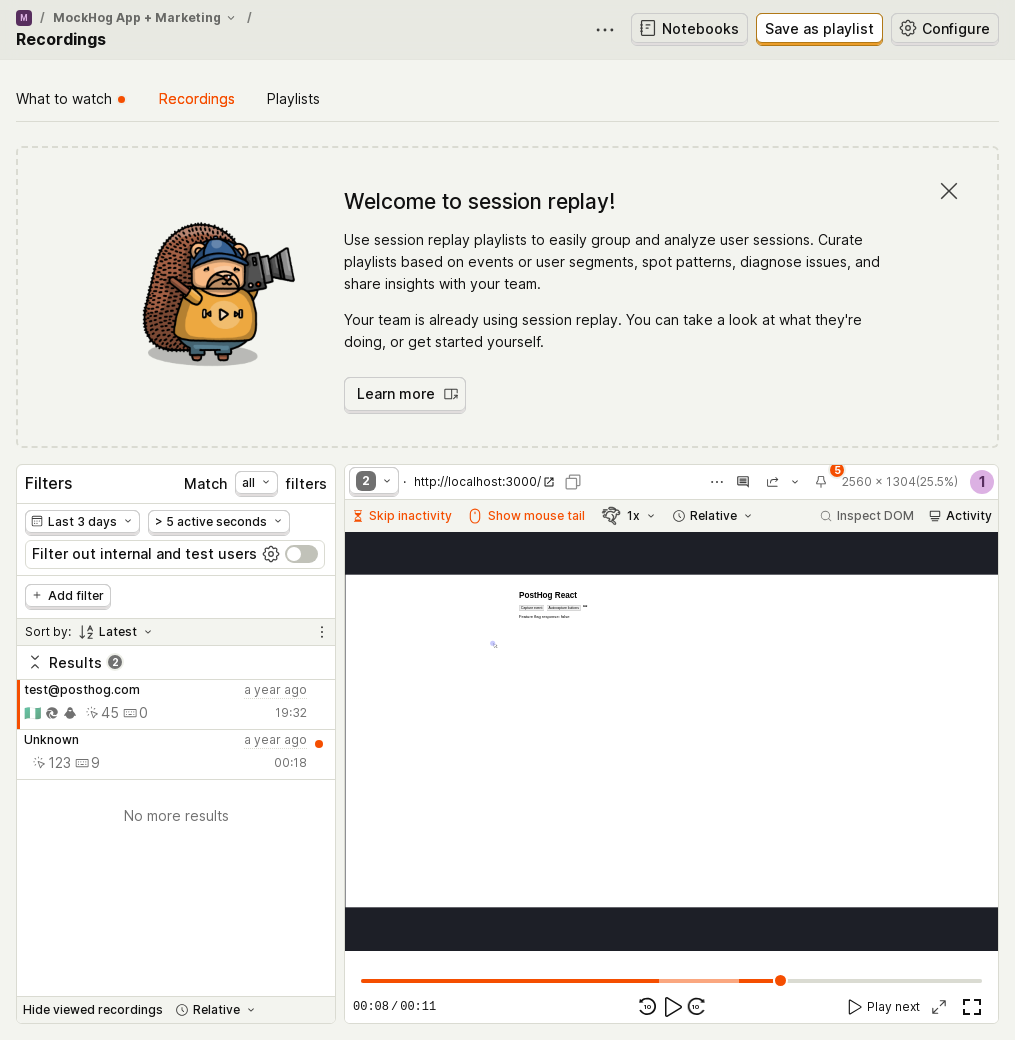 M / MockHog App + Marketing /
Recordings
Notebooks
Save as playlist
Configure
What to watch
Recordings
Playlists
Welcome to session replay!
Use session replay playlists to easily group and analyze user sessions. Curate
playlists based on events or user segments, spot patterns, diagnose issues, and
share insights with your team.
Your team is already using session replay. You can take a look at what they're
doing, or get started yourself.
Learn more
Filters
Match all filters
Last 3 days
> 5 active seconds
Filter out internal and test users
+ Add filter
Sort by: Latest
Results 2
test@posthog.com
a year ago
45 0
19:32
Unknown
a year ago
123 9
00:18
No more results
Hide viewed recordings
Relative
2 · http://localhost:3000/
5
2560 × 1304(25.5%)
1
Skip inactivity
Show mouse tail
1x
Relative
Inspect DOM
Activity
PostHog React
Capture event
Autocapture buttons
Feature flag response: false
00:08/00:11
10
10
Play next